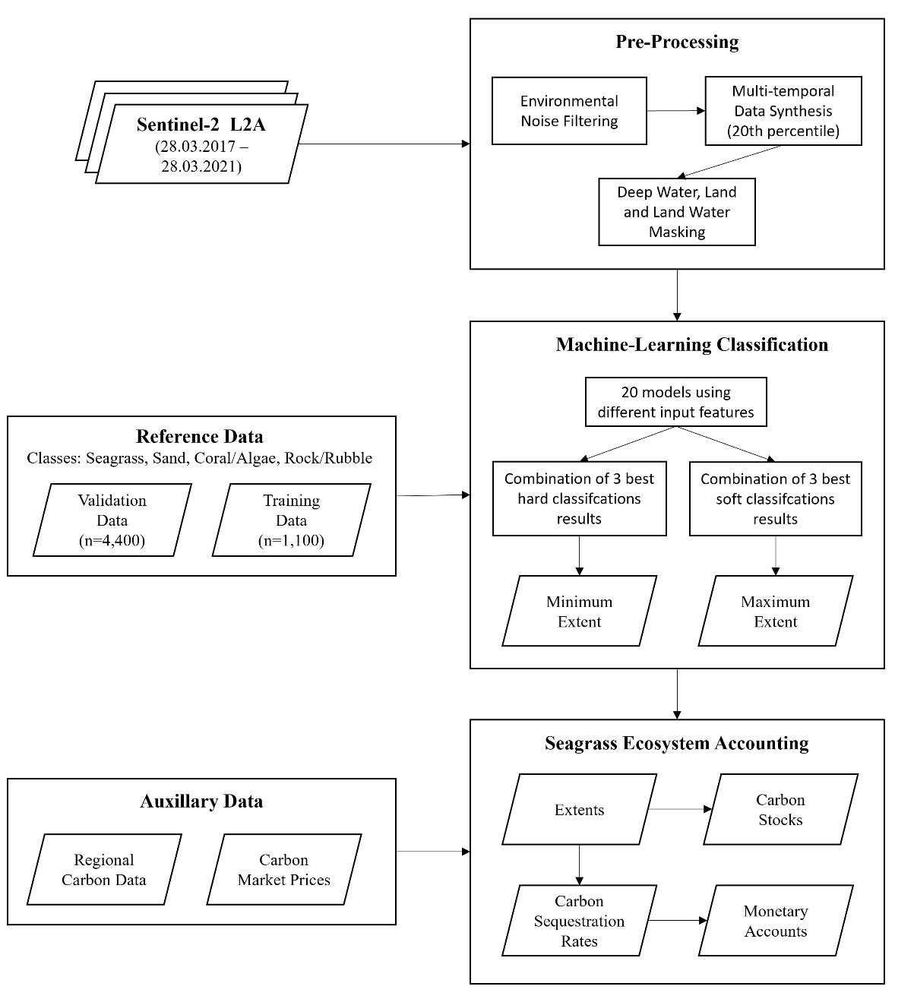 Pre-Processing
Environmental
Noise Filtering
Multi-temporal
Data Synthesis
(20th percentile)
Deep Water, Land
and Land Water
Masking
Sentinel-2 L2A
(28.03.2017 –
28.03.2021)
Machine-Learning Classification
20 models using
different input features
Combination of 3 best
hard classifcations
results
Combination of 3 best
soft classifcations
results
Minimum
Extent
Maximum
Extent
Reference Data
Classes: Seagrass, Sand, Coral/Algae, Rock/Rubble
Validation
Data
(n=4,400)
Training
Data
(n=1,100)
Seagrass Ecosystem Accounting
Extents
Carbon
Stocks
Carbon
Sequestration
Rates
Monetary
Accounts
Auxillary Data
Regional
Carbon Data
Carbon
Market Prices